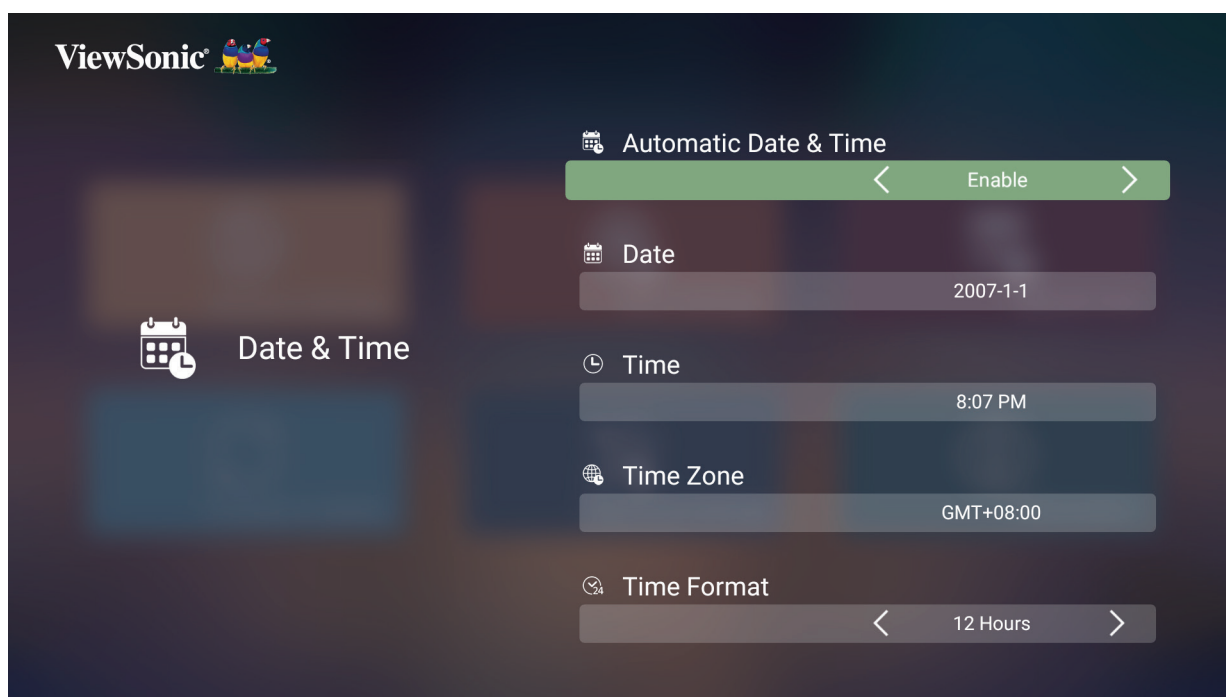 ViewSonic®
Automatic Date & Time
Enable
Date
2007-1-1
Date & Time
Time
8:07 PM
Time Zone
GMT+08:00
24
Time Format
12 Hours